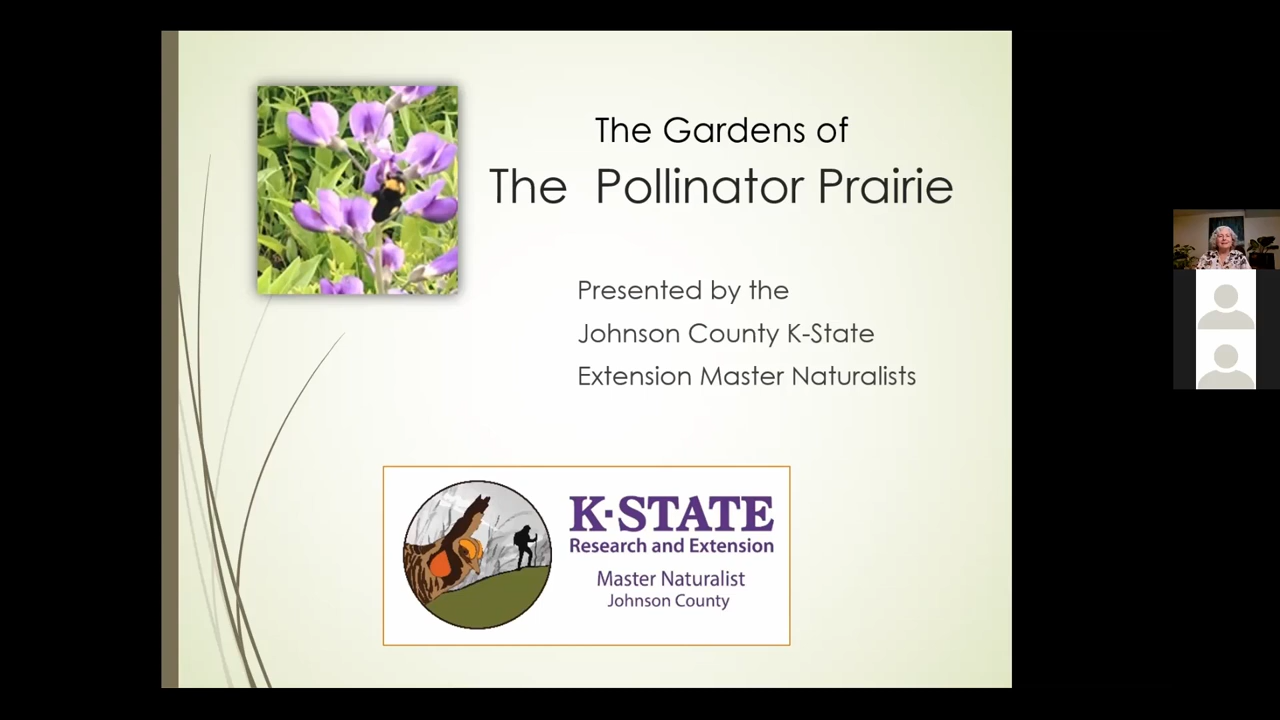 The Gardens of
The Pollinator Prairie
Presented by the
Johnson County K-State
Extension Master Naturalists
K·STATE
Research and Extension
Master Naturalist
Johnson County